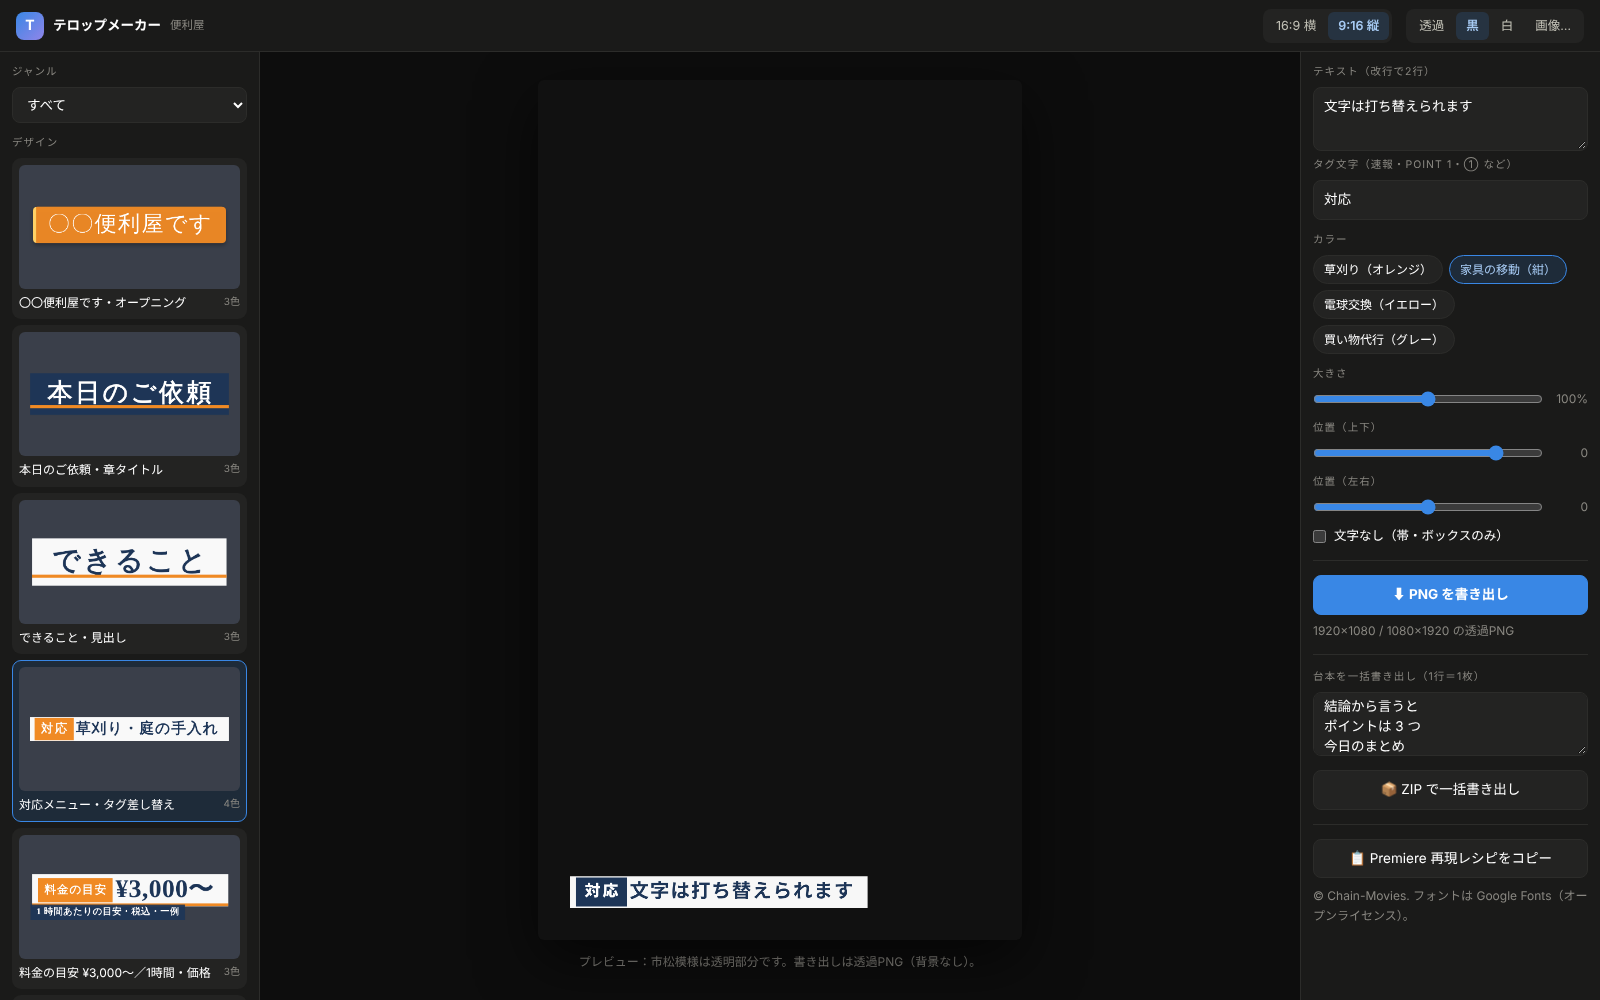 T テロップメーカー 便利屋
16:9 横 9:16 縦 透過 黒 白 画像...
ジャンル
すべて
デザイン
〇〇便利屋です
〇〇便利屋です・オープニング 3色
本日のご依頼
本日のご依頼・章タイトル 3色
できること
できること・見出し 3色
対応 草刈り・庭の手入れ
対応メニュー・タグ差し替え 4色
料金の目安 ¥3,000〜
1 時間あたりの目安・税込・一例
料金の目安 ¥3,000〜／1時間・価格 3色
対応 文字は打ち替えられます
プレビュー：市松模様は透明部分です。書き出しは透過PNG（背景なし）。
テキスト（改行で2行）
文字は打ち替えられます
タグ文字（速報・POINT 1・① など）
対応
カラー
草刈り（オレンジ） 家具の移動（紺）
電球交換（イエロー）
買い物代行（グレー）
大きさ
100%
位置（上下）
0
位置（左右）
0
文字なし（帯・ボックスのみ）
⬇ PNG を書き出し
1920×1080 / 1080×1920 の透過PNG
台本を一括書き出し（1行＝1枚）
結論から言うと
ポイントは 3 つ
今日のまとめ
📦 ZIP で一括書き出し
📋 Premiere 再現レシピをコピー
© Chain-Movies. フォントは Google Fonts（オー
プンライセンス）。